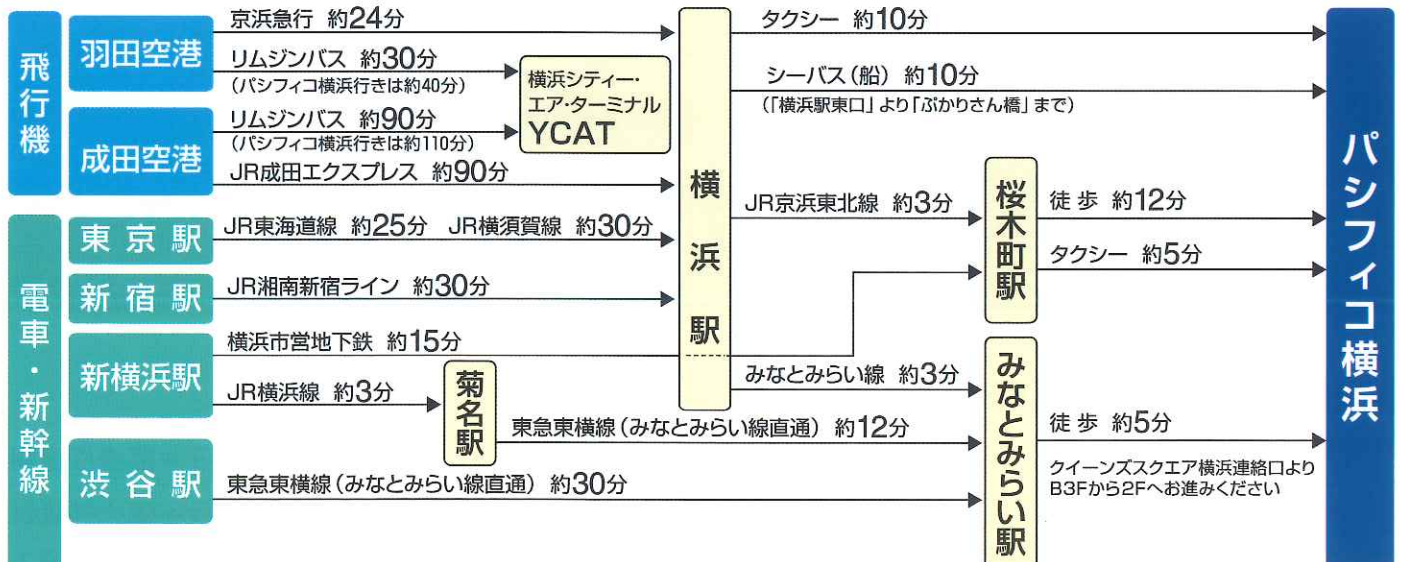 飛行機
羽田空港
京浜急行 約24分
リムジンバス 約30分
(パシフィコ横浜行きは約40分)
成田空港
リムジンバス 約90分
(パシフィコ横浜行きは約110分)
JR成田エクスプレス 約90分
横浜シティー・
エア・ターミナル
YCAT
電車・新幹線
東京駅
JR東海道線 約25分 JR横須賀線 約30分
新宿駅
JR湘南新宿ライン 約30分
新横浜駅
横浜市営地下鉄 約15分
JR横浜線 約3分
菊名駅
東急東横線(みなとみらい線直通) 約12分
渋谷駅
東急東横線(みなとみらい線直通) 約30分
横浜駅
タクシー 約10分
シーバス(船) 約10分
(「横浜駅東口」より「ぷかりさん橋」まで)
JR京浜東北線 約3分
みなとみらい線 約3分
桜木町駅
徒歩 約12分
タクシー 約5分
みなとみらい駅
徒歩 約5分
クイーンズスクエア横浜連絡口より
B3Fから2Fへお進みください
パシフィコ横浜